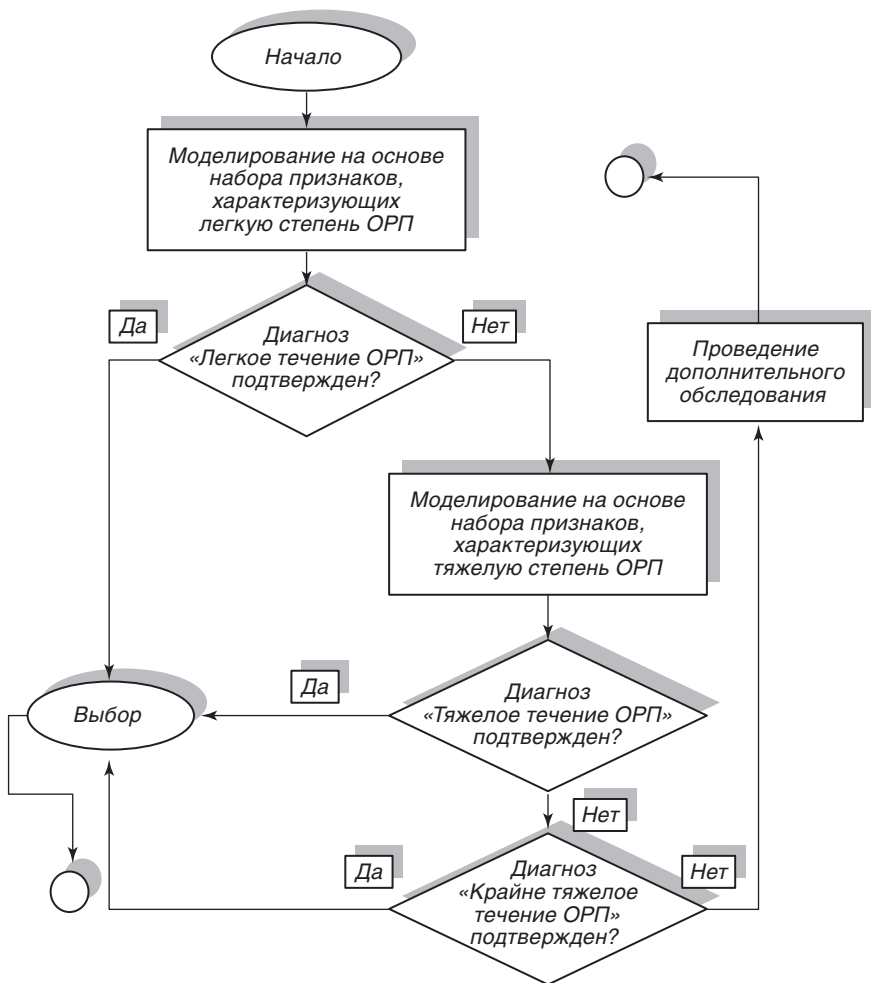 Начало
Моделирование на основе
набора признаков,
характеризующих
легкую степень ОРП
Да
Диагноз
«Легкое течение ОРП»
подтвержден?
Нет
Проведение
дополнительного
обследования
Моделирование на основе
набора признаков,
характеризующих
тяжелую степень ОРП
Выбор
Да
Диагноз
«Тяжелое течение ОРП»
подтвержден?
Нет
Да
Диагноз
«Крайне тяжелое
течение ОРП»
подтвержден?
Нет